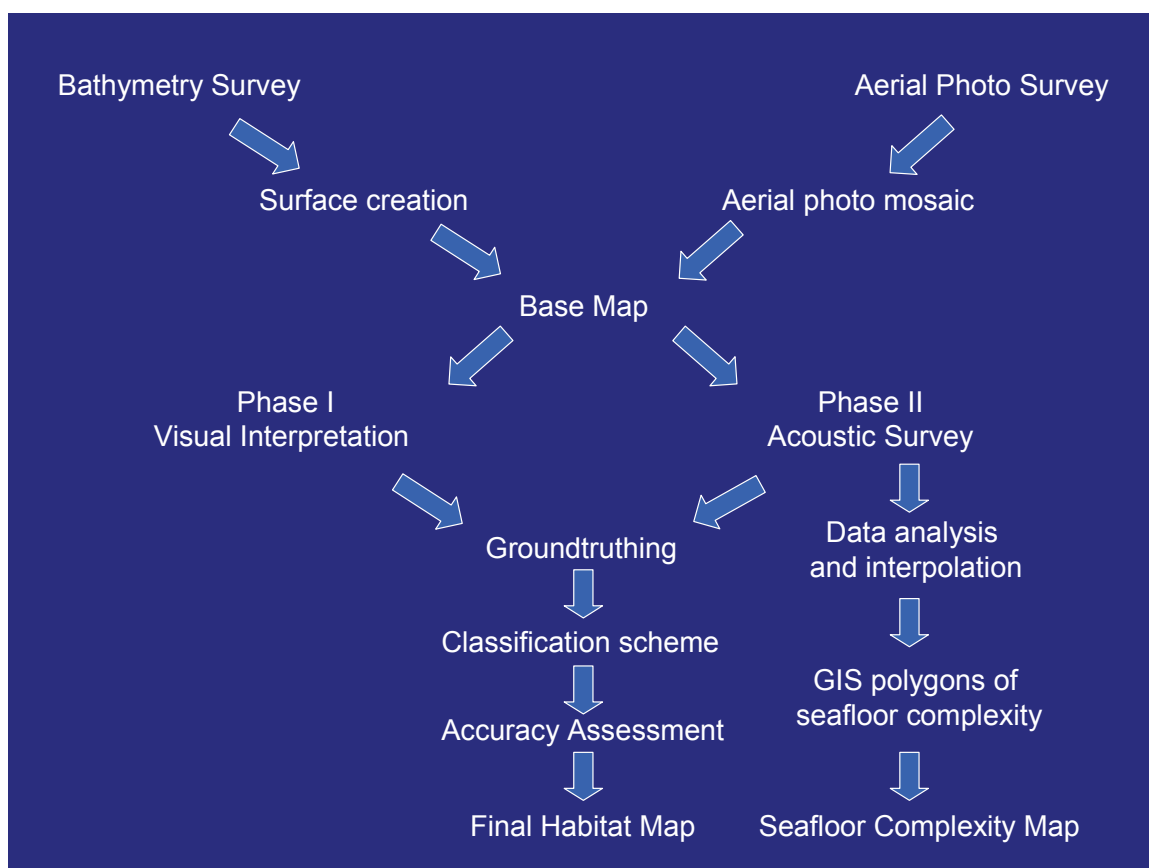 Bathymetry Survey
Aerial Photo Survey
Surface creation
Aerial photo mosaic
Base Map
Phase I
Visual Interpretation
Phase II
Acoustic Survey
Groundtruthing
Data analysis
and interpolation
Classification scheme
GIS polygons of
seafloor complexity
Accuracy Assessment
Final Habitat Map
Seafloor Complexity Map